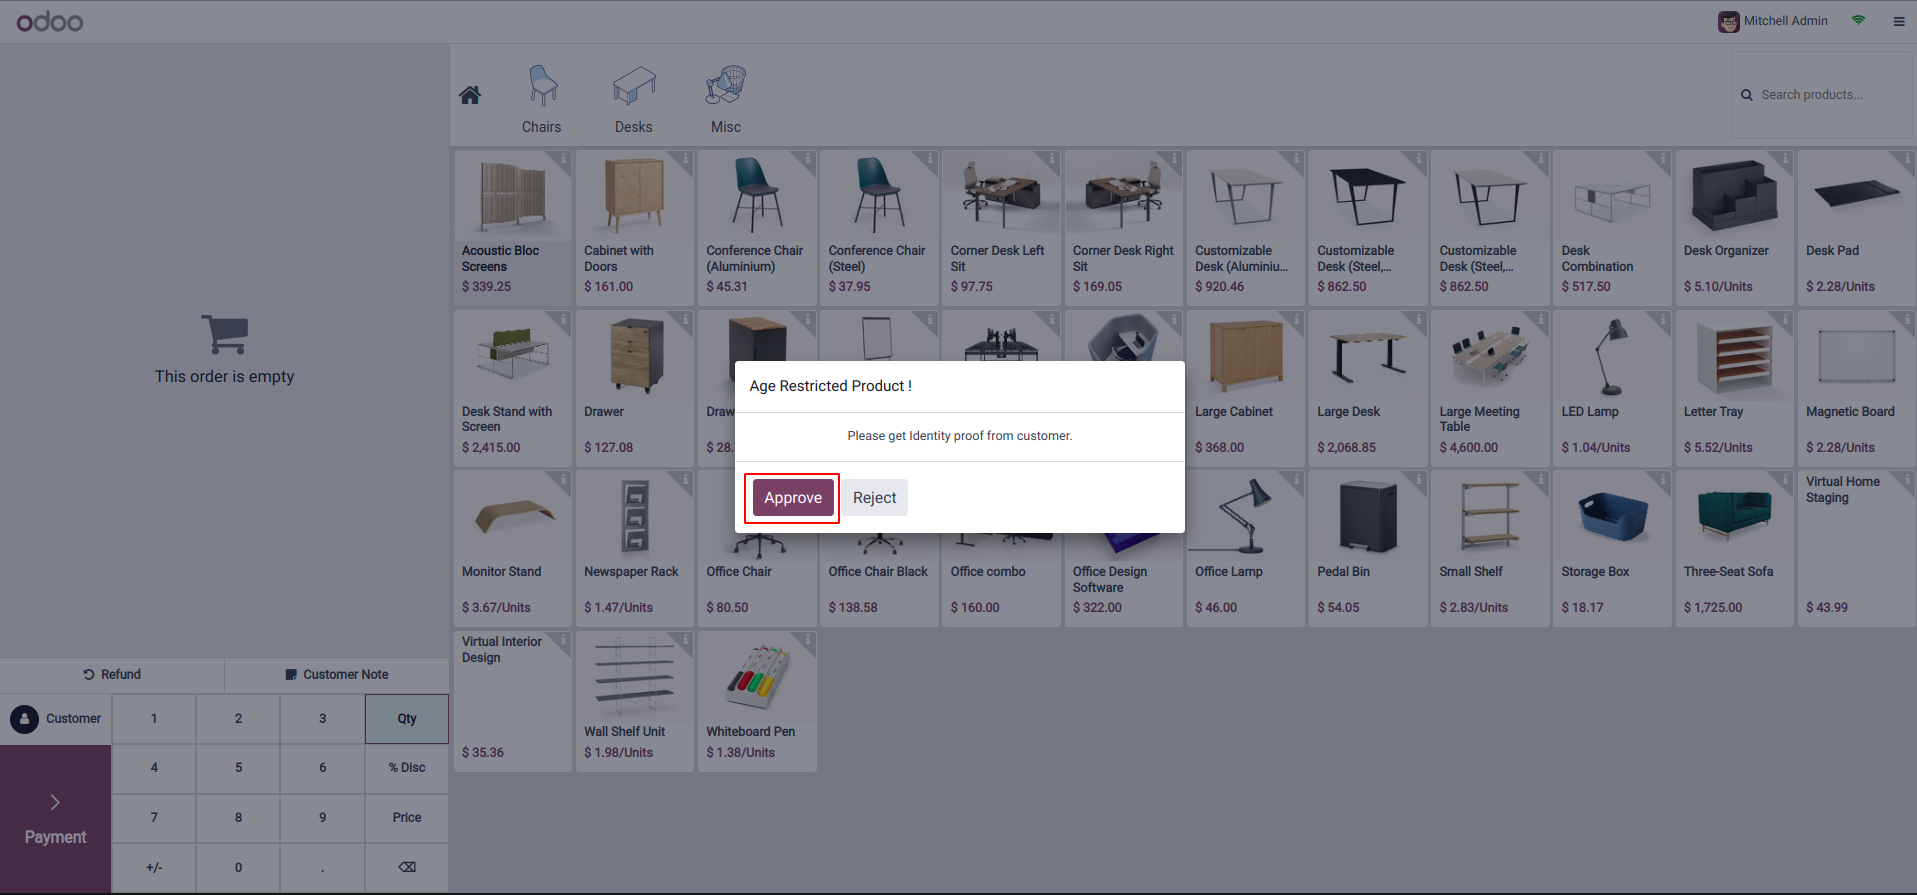 odoo
Mitchell Admin
Chairs
Desks
Misc
Search products...
Acoustic Bloc
Screens
$ 339.25
Cabinet with
Doors
$ 161.00
Conference Chair
(Aluminium)
$ 45.31
Conference Chair
(Steel)
$ 37.95
Corner Desk Left
Sit
$ 97.75
Corner Desk Right
Sit
$ 169.05
Customizable
Desk (Aluminiu...
$ 920.46
Customizable
Desk (Steel,...
$ 862.50
Customizable
Desk (Steel,...
$ 862.50
Desk
Combination
$ 517.50
Desk Organizer
$ 5.10/Units
Desk Pad
$ 2.28/Units
This order is empty
Desk Stand with
Screen
$ 2,415.00
Drawer
$ 127.08
Draw
$ 28.
Large Cabinet
$ 368.00
Large Desk
$ 2,068.85
Large Meeting
Table
$ 4,600.00
LED Lamp
$ 1.04/Units
Letter Tray
$ 5.52/Units
Magnetic Board
$ 2.28/Units
Age Restricted Product !
Please get Identity proof from customer.
Approve
Reject
Monitor Stand
$ 3.67/Units
Newspaper Rack
$ 1.47/Units
Office Chair
$ 80.50
Office Chair Black
$ 138.58
Office combo
$ 160.00
Office Design
Software
$ 322.00
Office Lamp
$ 46.00
Pedal Bin
$ 54.05
Small Shelf
$ 2.83/Units
Storage Box
$ 18.17
Three-Seat Sofa
$ 1,725.00
Virtual Home
Staging
$ 43.99
Virtual Interior
Design
$ 35.36
Wall Shelf Unit
$ 1.98/Units
Whiteboard Pen
$ 1.38/Units
Refund
Customer Note
Customer
1
2
3
Qty
4
5
6
% Disc
7
8
9
Price
Payment
+/-
0
.